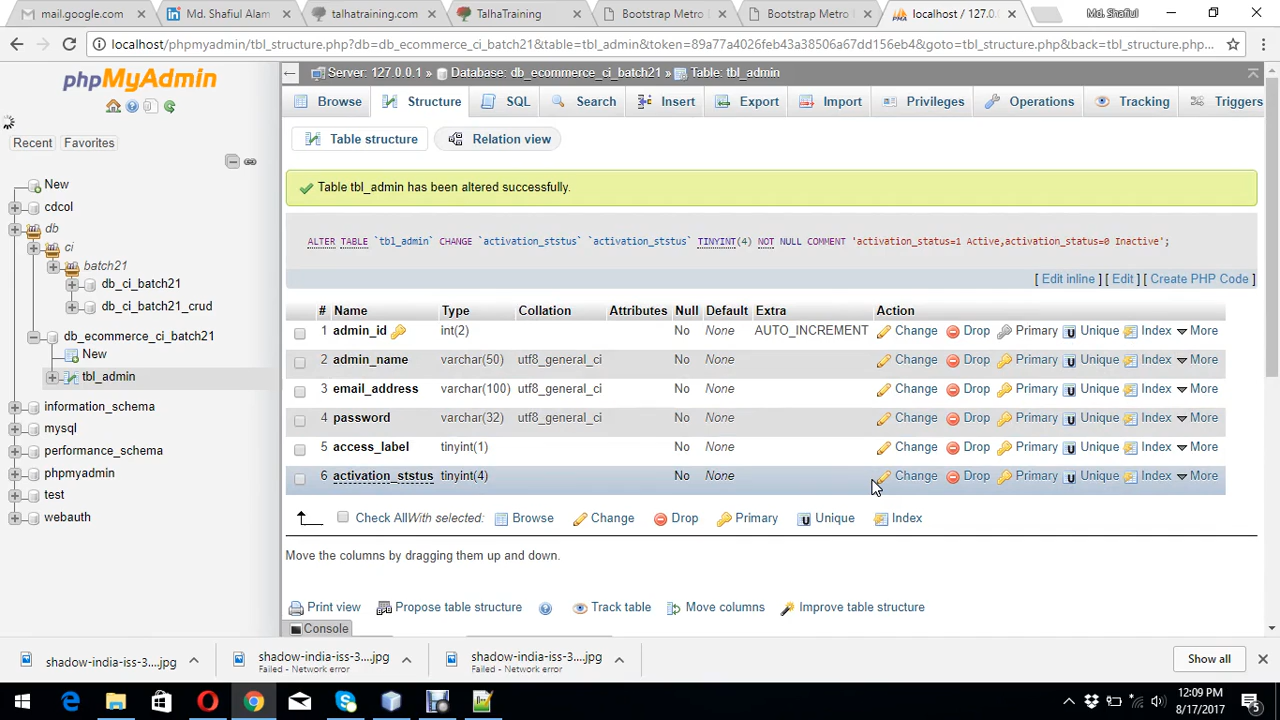 mail.google.com
Md. Shafiul Alam
talhatraining.com
TalhaTraining
Bootstrap Metro
Bootstrap Metro
localhost / 127.0.
Md. Shafiul
localhost/phpmyadmin/tbl_structure.php?db=db_ecommerce_ci_batch21&table=tbl_admin&token=89a77a4026feb43a38506a67dd156eb4&goto=tbl_structure.php&back=tbl_structure.php...
phpMyAdmin
Recent
Favorites
New
cdcol
db
ci
batch21
db_ci_batch21
db_ci_batch21_crud
db_ecommerce_ci_batch21
New
tbl_admin
information_schema
mysql
performance_schema
phpmyadmin
test
webauth
Server: 127.0.0.1 » Database: db_ecommerce_ci_batch21 » Table: tbl_admin
Browse Structure SQL Search Insert Export Import Privileges Operations Tracking Triggers
Table structure Relation view
Table tbl_admin has been altered successfully.
ALTER TABLE `tbl_admin` CHANGE `activation_ststus` `activation_ststus` TINYINT(4) NOT NULL COMMENT 'activation_status=1 Active,activation_status=0 Inactive';
[ Edit inline ] [ Edit ] [ Create PHP Code ]
# Name Type Collation Attributes Null Default Extra Action
1 admin_id int(2) No None AUTO_INCREMENT Change Drop Primary Unique Index More
2 admin_name varchar(50) utf8_general_ci No None Change Drop Primary Unique Index More
3 email_address varchar(100) utf8_general_ci No None Change Drop Primary Unique Index More
4 password varchar(32) utf8_general_ci No None Change Drop Primary Unique Index More
5 access_label tinyint(1) No None Change Drop Primary Unique Index More
6 activation_ststus tinyint(4) No None Change Drop Primary Unique Index More
Check All With selected: Browse Change Drop Primary Unique Index
Move the columns by dragging them up and down.
Print view Propose table structure Track table Move columns Improve table structure
Console
shadow-india-iss-3....jpg
shadow-india-iss-3....jpg
Failed - Network error
shadow-india-iss-3....jpg
Failed - Network error
Show all
12:09 PM
8/17/2017
5